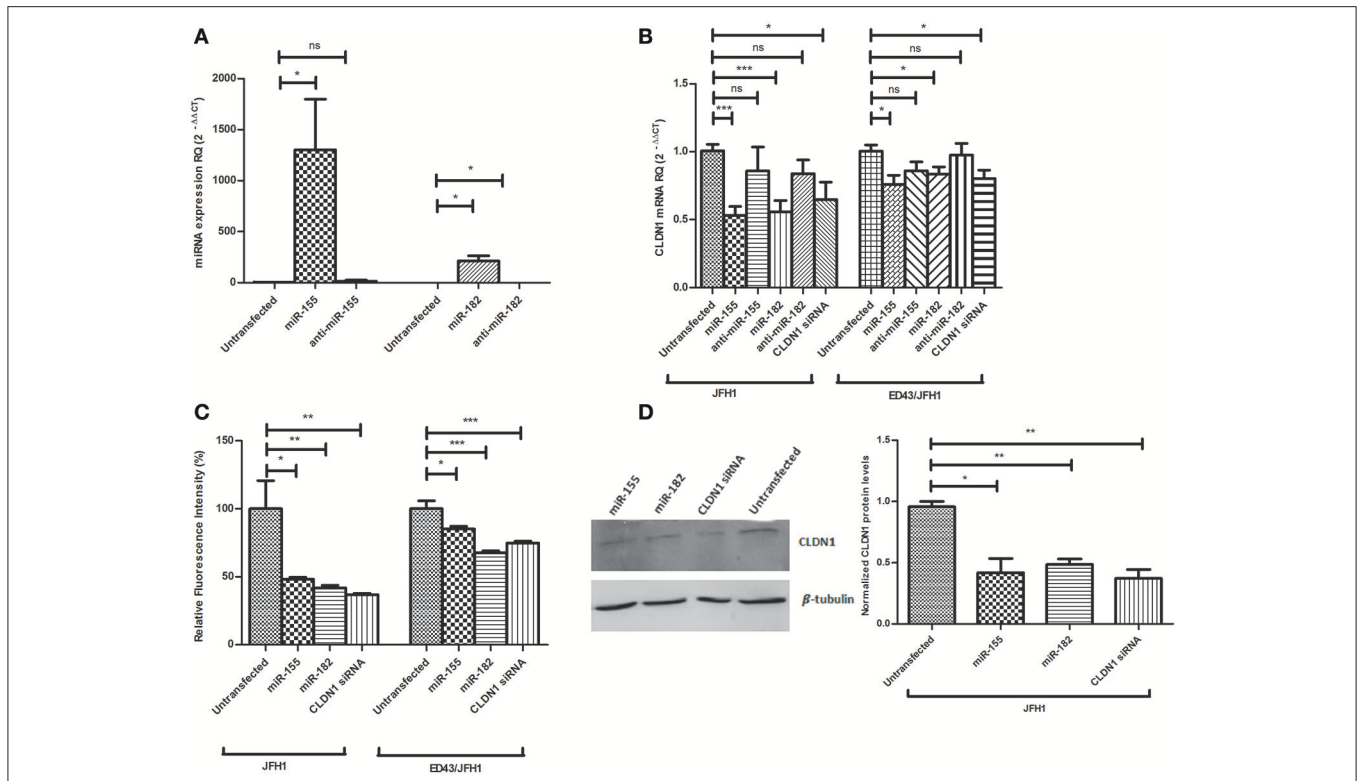 A
ns
*
*
*
miRNA expression RQ (2 - ΔΔCT)
2000
1500
1000
500
0
Untransfected
miR-155
anti-miR-155
Untransfected
miR-182
anti-miR-182
B
*
ns
***
ns
***
*
ns
*
ns
*
CLDN1 mRNA RQ (2 - ΔΔCT)
1.5
1.0
0.5
0.0
Untransfected
miR-155
anti-miR-155
miR-182
anti-miR-182
CLDN1 siRNA
Untransfected
miR-155
anti-miR-155
miR-182
anti-miR-182
CLDN1 siRNA
JFH1
ED43/JFH1
C
**
**
*
***
***
*
Relative Fluorescence Intensity (%)
150
100
50
0
Untransfected
miR-155
miR-182
CLDN1 siRNA
Untransfected
miR-155
miR-182
CLDN1 siRNA
JFH1
ED43/JFH1
D
miR-155
miR-182
CLDN1 siRNA
Untransfected
CLDN1
β-tubulin
**
**
*
Normalized CLDN1 protein levels
1.5
1.0
0.5
0.0
Untransfected
miR-155
miR-182
CLDN1 siRNA
JFH1